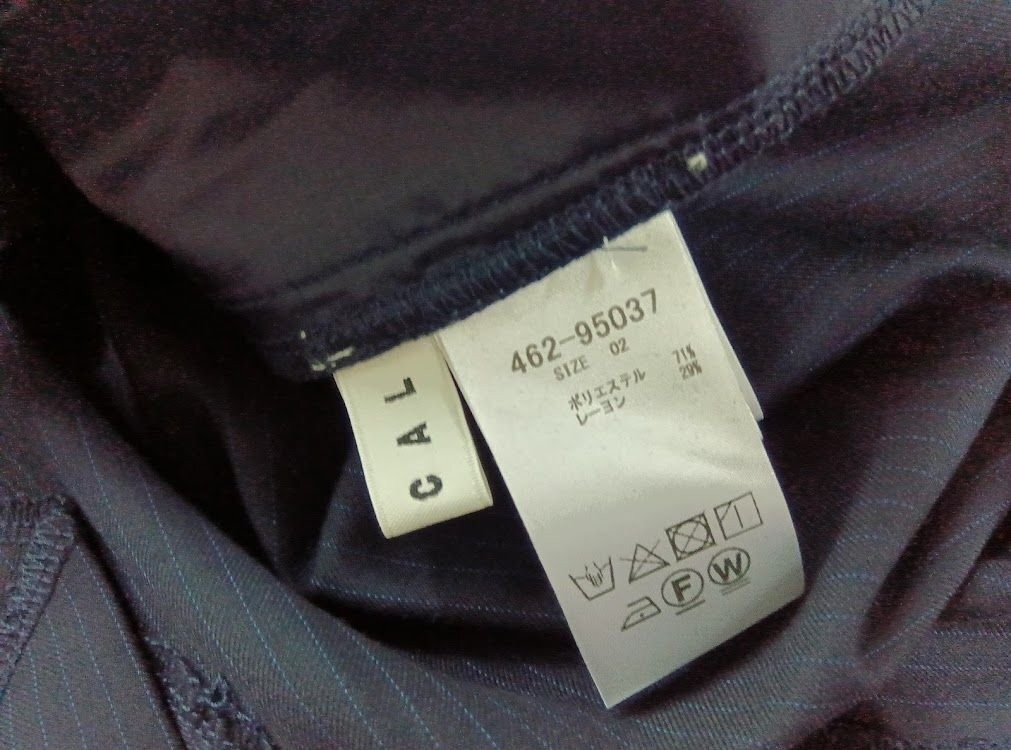 462-95037
SIZE 02
ポリエステル 71%
レーヨン 29%
F W
CAL